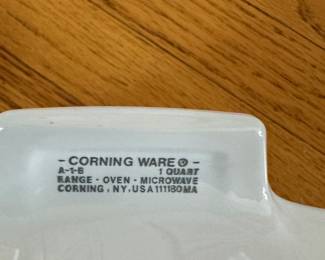 - CORNING WARE ® -
A-1-B 1 QUART
RANGE - OVEN - MICROWAVE
CORNING, NY, USA 111180MA